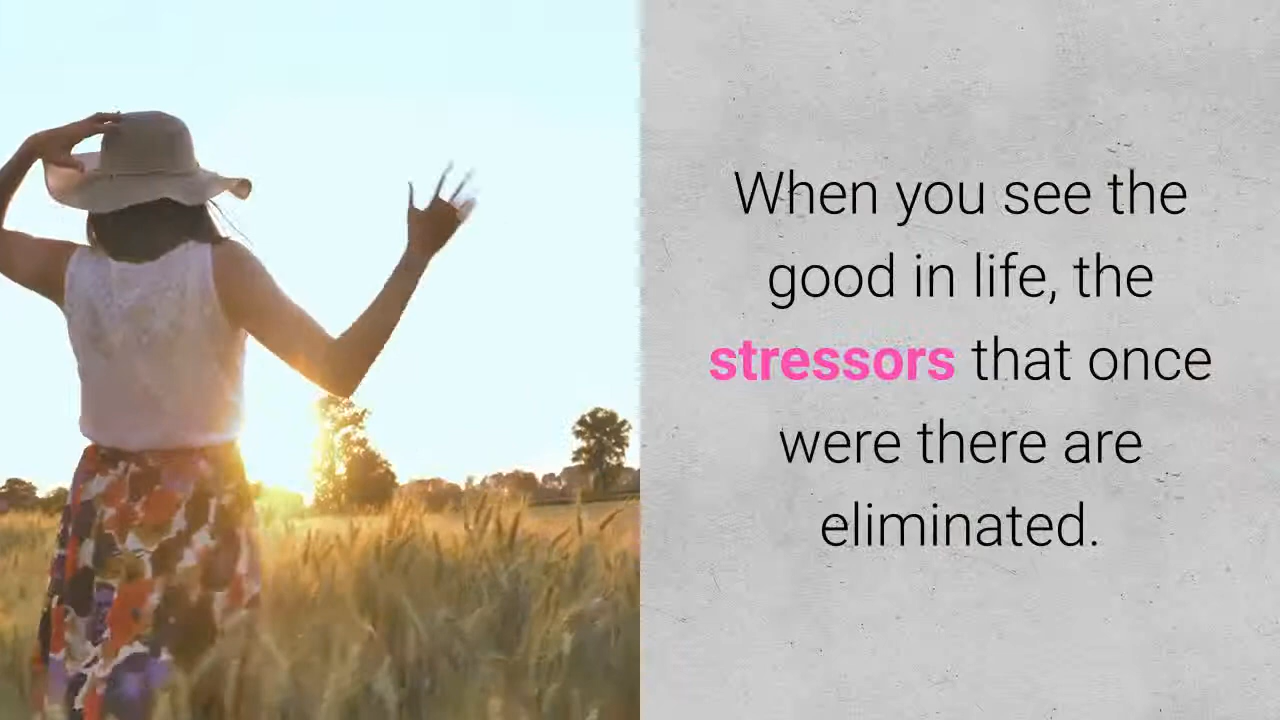 When you see the
good in life, the
stressors that once
were there are
eliminated.